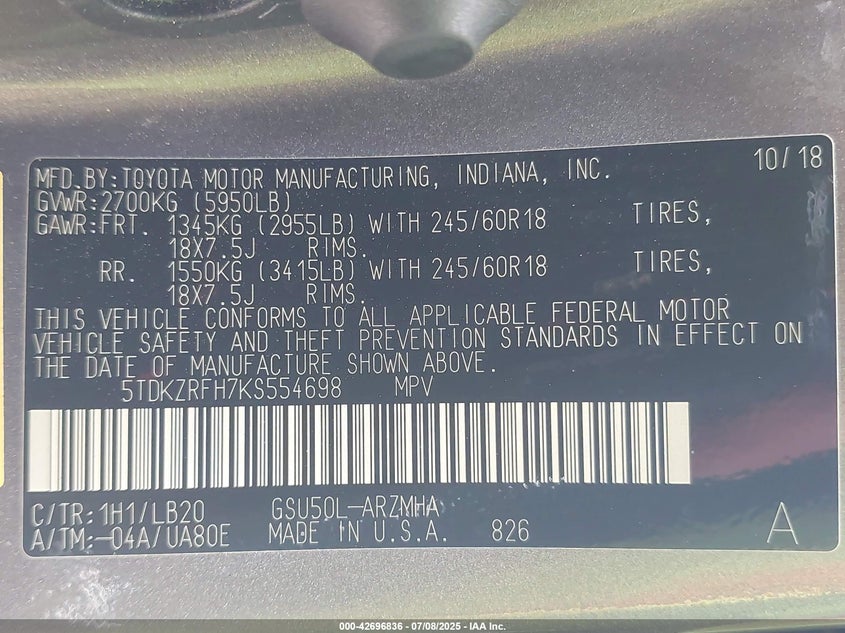 10/18
MFD.BY:TOYOTA MOTOR MANUFACTURING, INDIANA, INC.
GVWR:2700KG (5950LB)
GAWR:FRT. 1345KG (2955LB) WITH 245/60R18 TIRES,
18X7.5J RIMS.
RR. 1550KG (3415LB) WITH 245/60R18 TIRES,
18X7.5J RIMS.
THIS VEHICLE CONFORMS TO ALL APPLICABLE FEDERAL MOTOR
VEHICLE SAFETY AND THEFT PREVENTION STANDARDS IN EFFECT ON
THE DATE OF MANUFACTURE SHOWN ABOVE.
5TDKZRFH7KS554698 MPV
C/TR:1H1/LB20 GSU50L-ARZMHA
A/TM:-04A/UA80E MADE IN U.S.A. 826 A
000-42696836 - 07/08/2025 - IAA Inc.